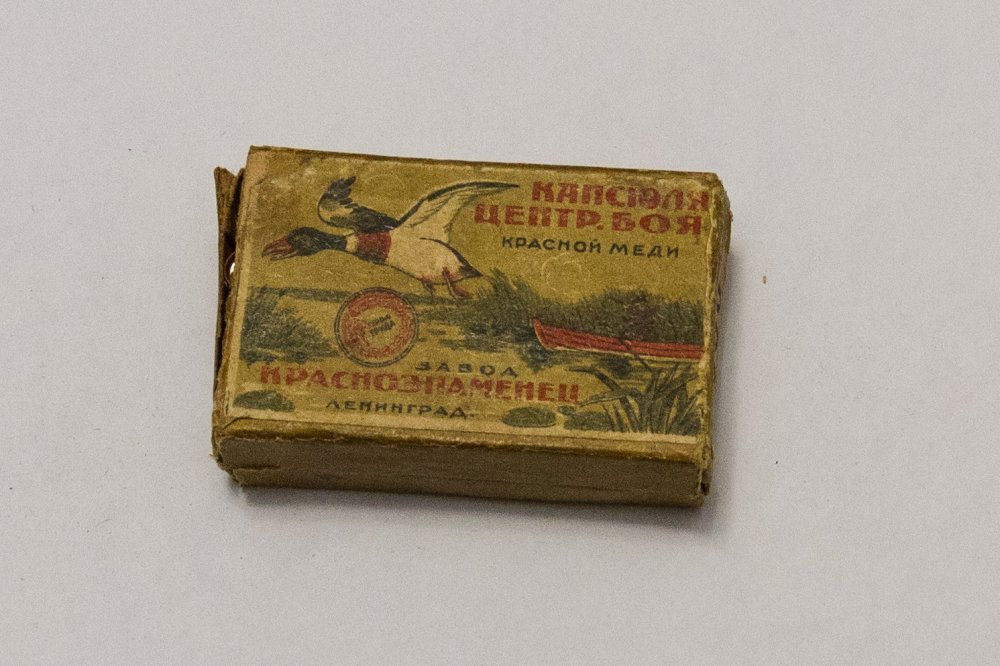 КАПСЮЛЯ
ЦЕНТР. БОЯ
КРАСНОЙ МЕДИ
ЗАВОД
КРАСНОЗНАМЕНЕЦ
ЛЕНИНГРАД.